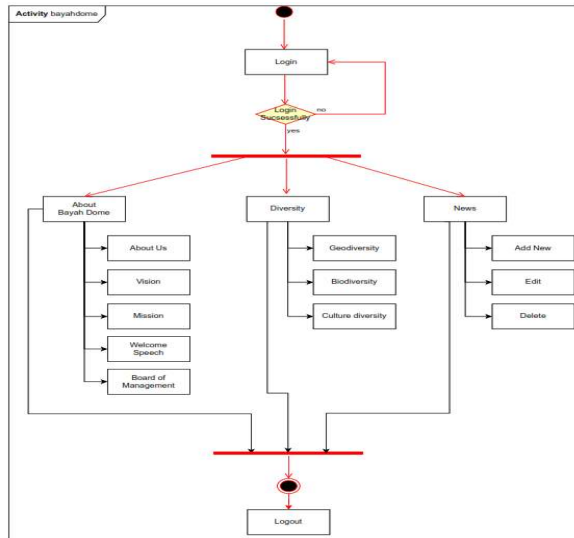 Activity bayahdome
Login
Login
Sucsessfully
no
yes
About
Bayah Dome
Diversity
News
About Us
Geodiversity
Add New
Vision
Biodiversity
Edit
Mission
Culture diversity
Delete
Welcome
Speech
Board of
Management
Logout